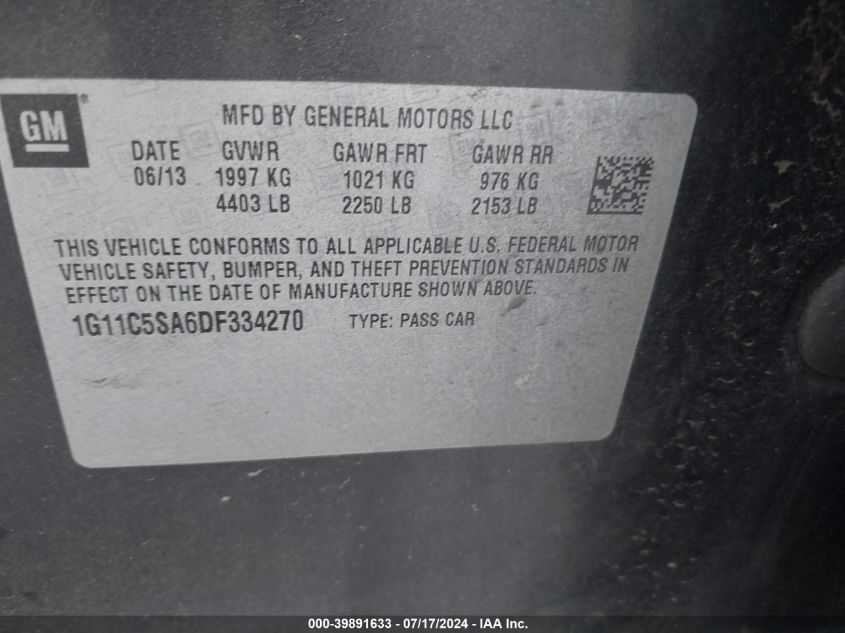 GM®
MFD BY GENERAL MOTORS LLC
DATE GVWR GAWR FRT GAWR RR
06/13 1997 KG 1021 KG 976 KG
4403 LB 2250 LB 2153 LB
THIS VEHICLE CONFORMS TO ALL APPLICABLE U.S. FEDERAL MOTOR
VEHICLE SAFETY, BUMPER, AND THEFT PREVENTION STANDARDS IN
EFFECT ON THE DATE OF MANUFACTURE SHOWN ABOVE.
1G11C5SA6DF334270 TYPE: PASS CAR
000-39891633 - 07/17/2024 - IAA Inc.